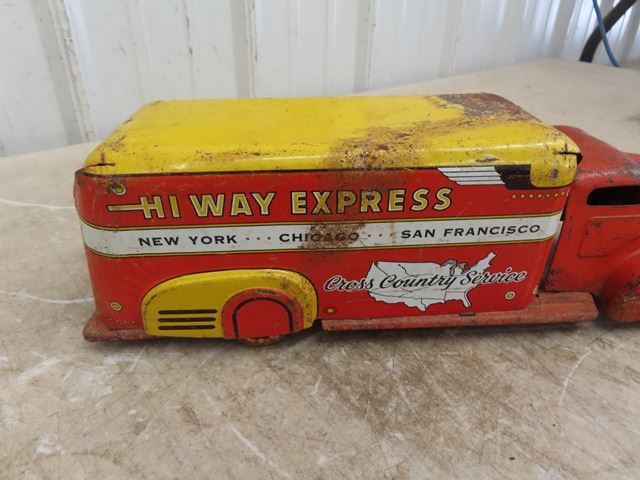 HI WAY EXPRESS
NEW YORK ··· CHICAGO ··· SAN FRANCISCO
Cross Country Service